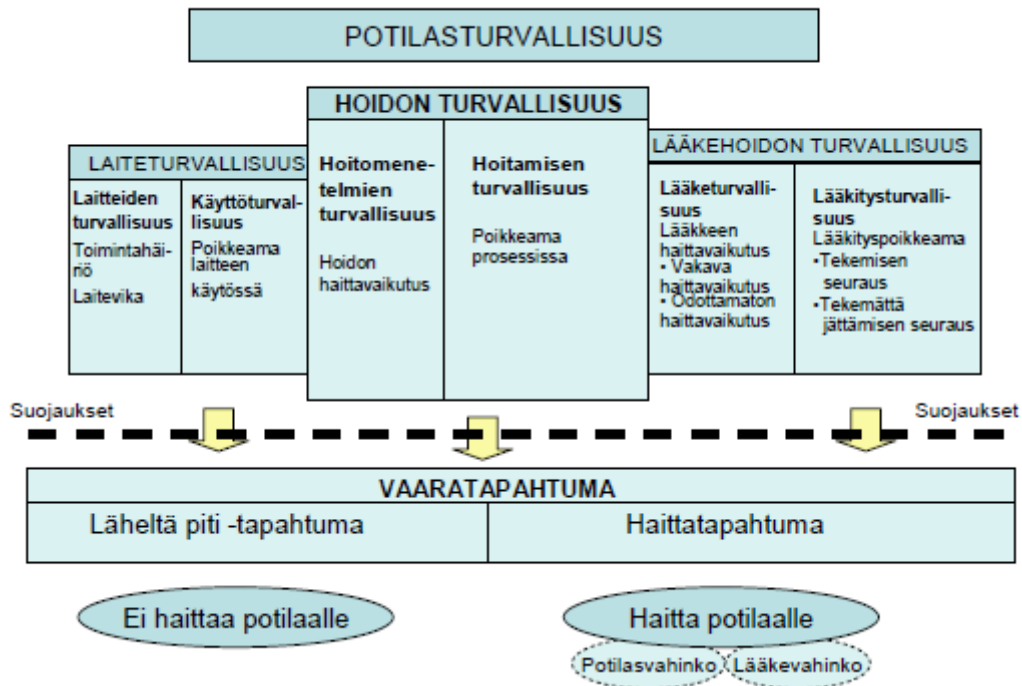 POTILASTURVALLISUUS
HOIDON TURVALLISUUS
LAITETURVALLISUUS
LÄÄKEHOIDON TURVALLISUUS
Laitteiden
turvallisuus
Toimintahäi-
riö
Laitevika
Käyttöturval-
lisuus
Poikkeama
laitteen
käytössä
Hoitomene-
telmien
turvallisuus
Hoidon
haittavaikutus
Hoitamisen
turvallisuus
Poikkeama
prosessissa
Lääketurvalli-
suus
Lääkkeen
haittavaikutus
• Vakava
haittavaikutus
• Odottamaton
haittavaikutus
Lääkitysturvalli-
suus
Lääkityspoikkeama
•Tekemisen
seuraus
•Tekemättä
jättämisen seuraus
Suojaukset
Suojaukset
VAARATAPAHTUMA
Läheltä piti -tapahtuma
Haittatapahtuma
Ei haittaa potilaalle
Haitta potilaalle
Potilasvahinko
Lääkevahinko